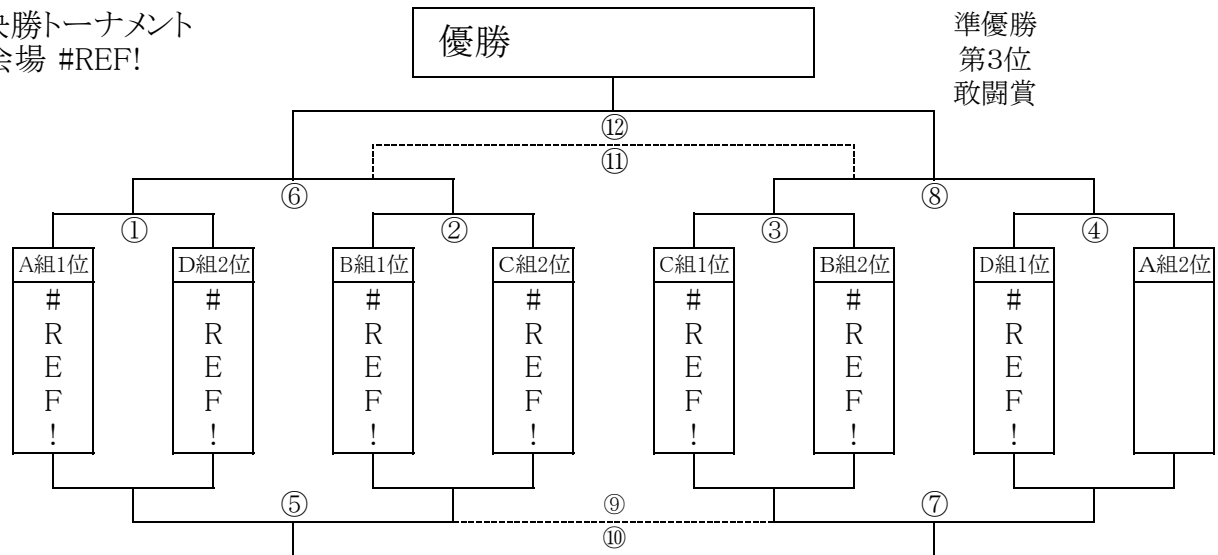 決勝トーナメント
会場 #REF!
優勝
準優勝
第3位
敢闘賞
⑫
⑪
⑥ ⑧
① ② ③ ④
A組1位 D組2位 B組1位 C組2位 C組1位 B組2位 D組1位 A組2位
#REF! #REF! #REF! #REF! #REF! #REF! #REF!
⑤ ⑨ ⑦
⑩